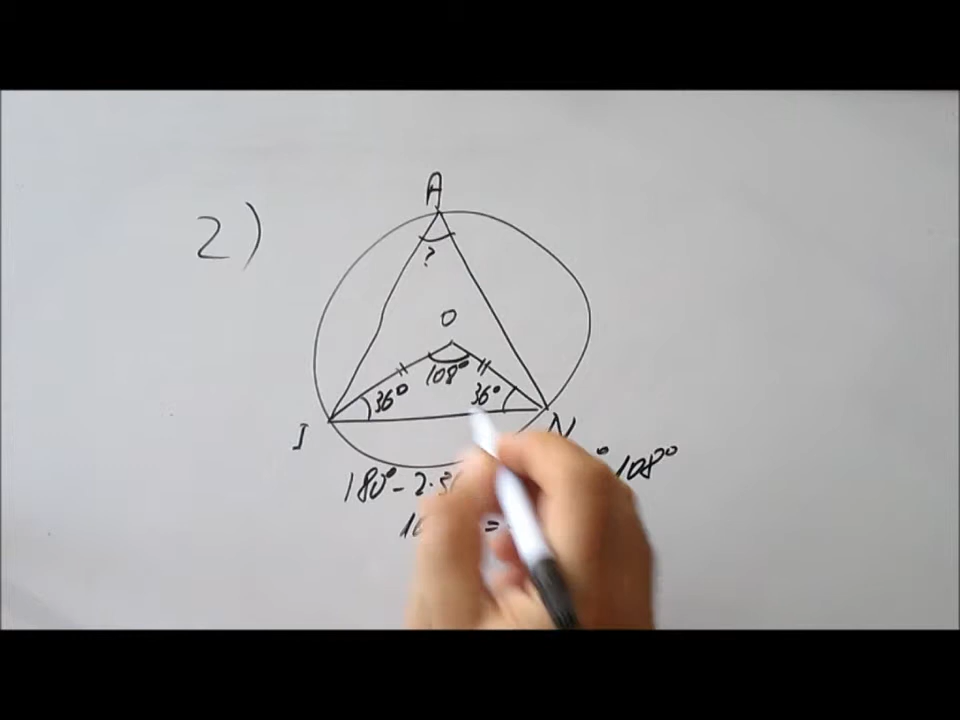 2)
A
?
O
108°
36° 36°
I N
180° - 2·3 ° 108°
=